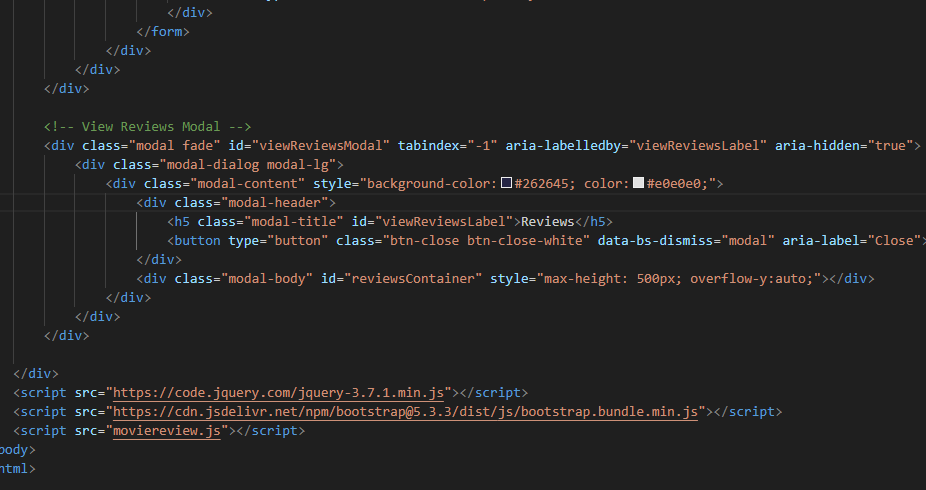 </div>
</form>
</div>
</div>
</div>
<!-- View Reviews Modal -->
<div class="modal fade" id="viewReviewsModal" tabindex="-1" aria-labelledby="viewReviewsLabel" aria-hidden="true">
<div class="modal-dialog modal-lg">
<div class="modal-content" style="background-color:#262645; color:#e0e0e0;">
<div class="modal-header">
<h5 class="modal-title" id="viewReviewsLabel">Reviews</h5>
<button type="button" class="btn-close btn-close-white" data-bs-dismiss="modal" aria-label="Close">
</div>
<div class="modal-body" id="reviewsContainer" style="max-height: 500px; overflow-y:auto;"></div>
</div>
</div>
</div>
</div>
<script src="https://code.jquery.com/jquery-3.7.1.min.js"></script>
<script src="https://cdn.jsdelivr.net/npm/bootstrap@5.3.3/dist/js/bootstrap.bundle.min.js"></script>
<script src="moviereview.js"></script>
body>
html>